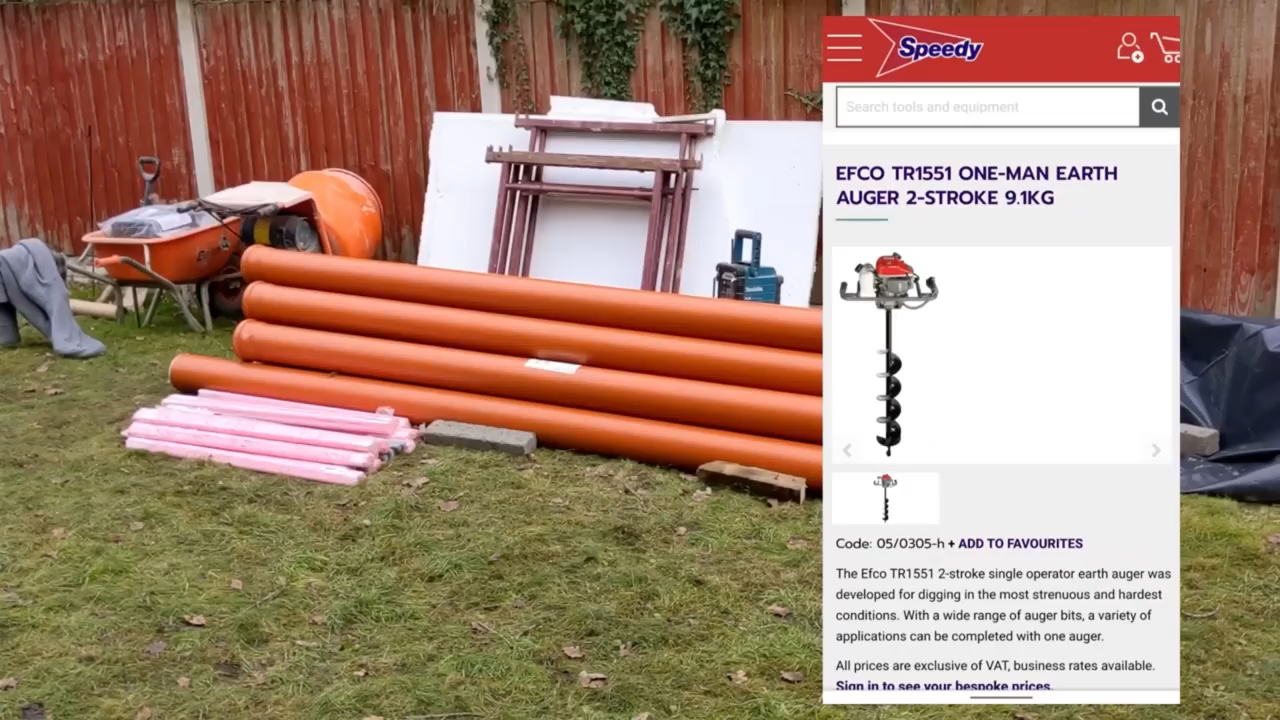 Speedy
Search tools and equipment
EFCO TR1551 ONE-MAN EARTH
AUGER 2-STROKE 9.1KG
Code: 05/0305-h + ADD TO FAVOURITES
The Efco TR1551 2-stroke single operator earth auger was
developed for digging in the most strenuous and hardest
conditions. With a wide range of auger bits, a variety of
applications can be completed with one auger.
All prices are exclusive of VAT, business rates available.
Sign in to see your bespoke prices.